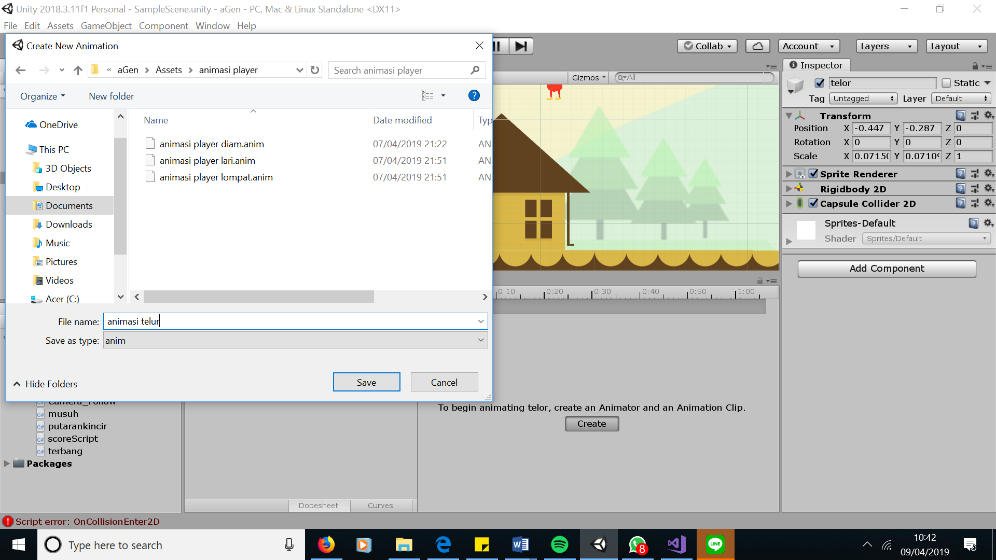 Unity 2018.3.11f1 Personal - SampleScene.unity - aGen - PC, Mac & Linux Standalone <DX11>
File Edit Assets GameObject Component Window Help
Create New Animation
Collab Account Layers Layout
« aGen > Assets > animasi player
Search animasi player
Organize New folder
Name Date modified Typ
OneDrive
This PC
3D Objects
Desktop
Documents
Downloads
Music
Pictures
Videos
Acer (C:)
animasi player diam.anim 07/04/2019 21:22 AN
animasi player lari.anim 07/04/2019 21:51 AN
animasi player lompat.anim 07/04/2019 21:51 AN
File name: animasi telur
Save as type: anim
Hide Folders
Save Cancel
Gizmos All
0:10 0:20 0:30 0:40 0:50 1:00
Inspector
telor Static
Tag Untagged Layer Default
Transform
Position X -0.447 Y -0.287 Z 0
Rotation X 0 Y 0 Z 0
Scale X 0.07150 Y 0.07109 Z 1
Sprite Renderer
Rigidbody 2D
Capsule Collider 2D
Sprites-Default
Shader Sprites/Default
Add Component
musuh
putarankincir
scoreScript
terbang
Packages
To begin animating telor, create an Animator and an Animation Clip.
Create
Dopesheet Curves
Script error: OnCollisionEnter2D
Type here to search
8
LINE
10:42
09/04/2019